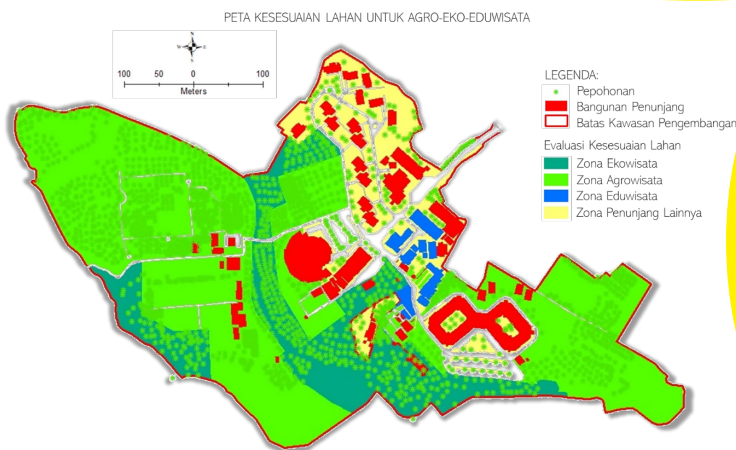 PETA KESESUAIAN LAHAN UNTUK AGRO-EKO-EDUWISATA
N
W E
S
100 50 0 100
Meters
LEGENDA:
Pepohonan
Bangunan Penunjang
Batas Kawasan Pengembangan
Evaluasi Kesesuaian Lahan
Zona Ekowisata
Zona Agrowisata
Zona Eduwisata
Zona Penunjang Lainnya